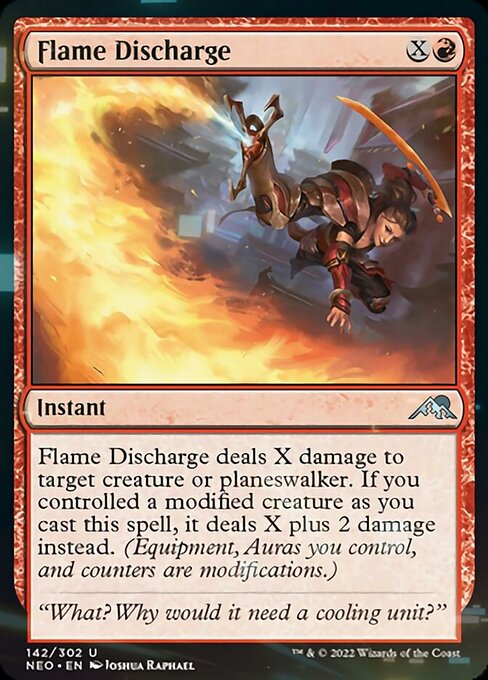 Flame Discharge X
Instant
Flame Discharge deals X damage to
target creature or planeswalker. If you
controlled a modified creature as you
cast this spell, it deals X plus 2 damage
instead. (Equipment, Auras you control,
and counters are modifications.)
“What? Why would it need a cooling unit?”
142/302 U
NEO • EN Joshua Raphael
™ & © 2022 Wizards of the Coast